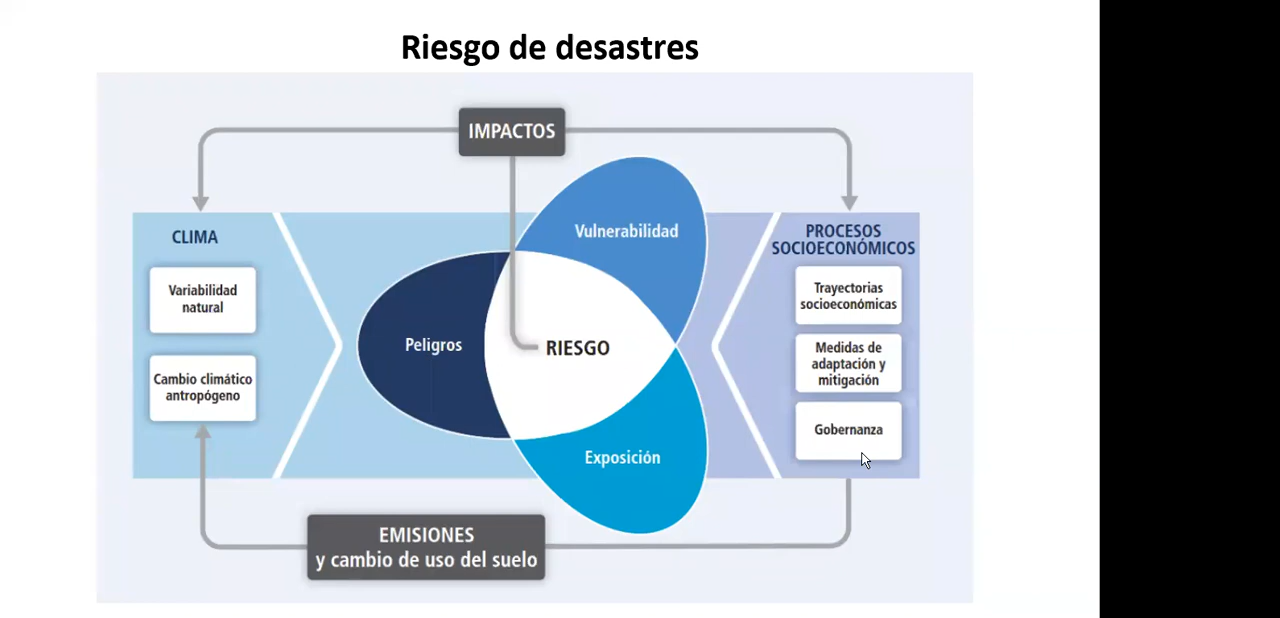 Riesgo de desastres
IMPACTOS
CLIMA
Variabilidad
natural
Cambio climático
antropógeno
Vulnerabilidad
Peligros
RIESGO
Exposición
PROCESOS
SOCIOECONÓMICOS
Trayectorias
socioeconómicas
Medidas de
adaptación y
mitigación
Gobernanza
EMISIONES
y cambio de uso del suelo